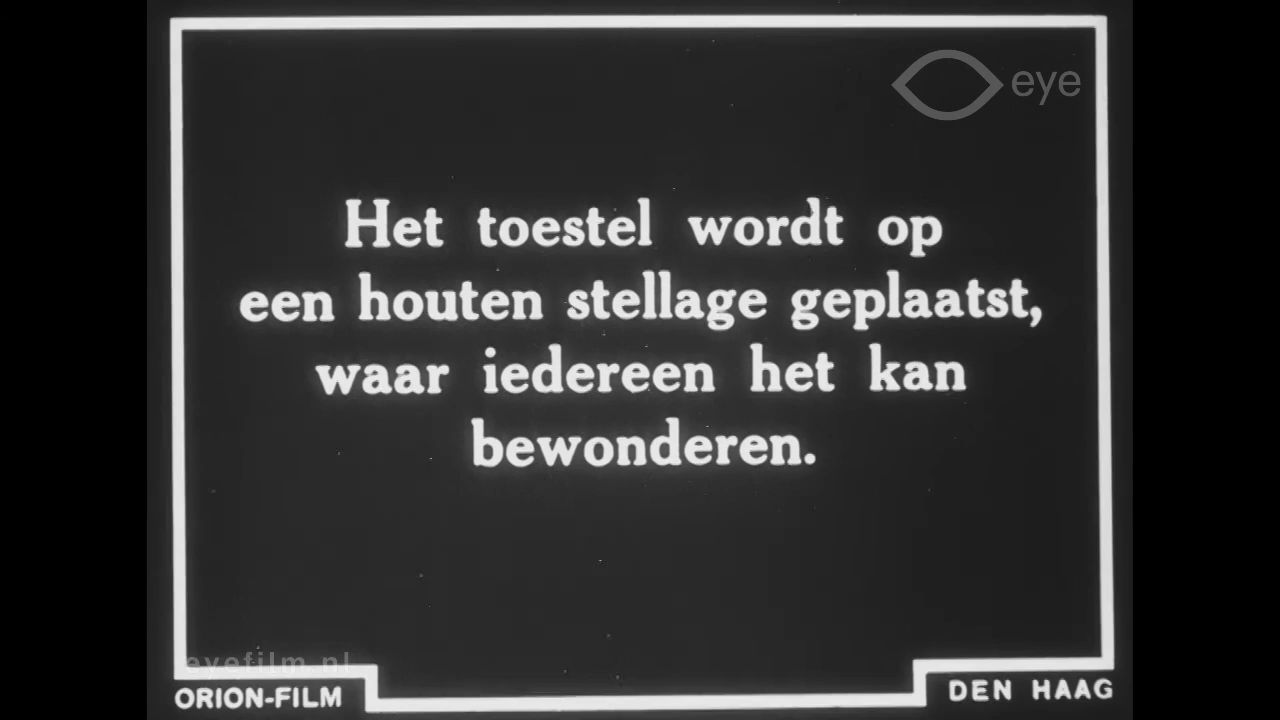 eye
Het toestel wordt op
een houten stellage geplaatst,
waar iedereen het kan
bewonderen.
eyefilm.nl
ORION-FILM
DEN HAAG